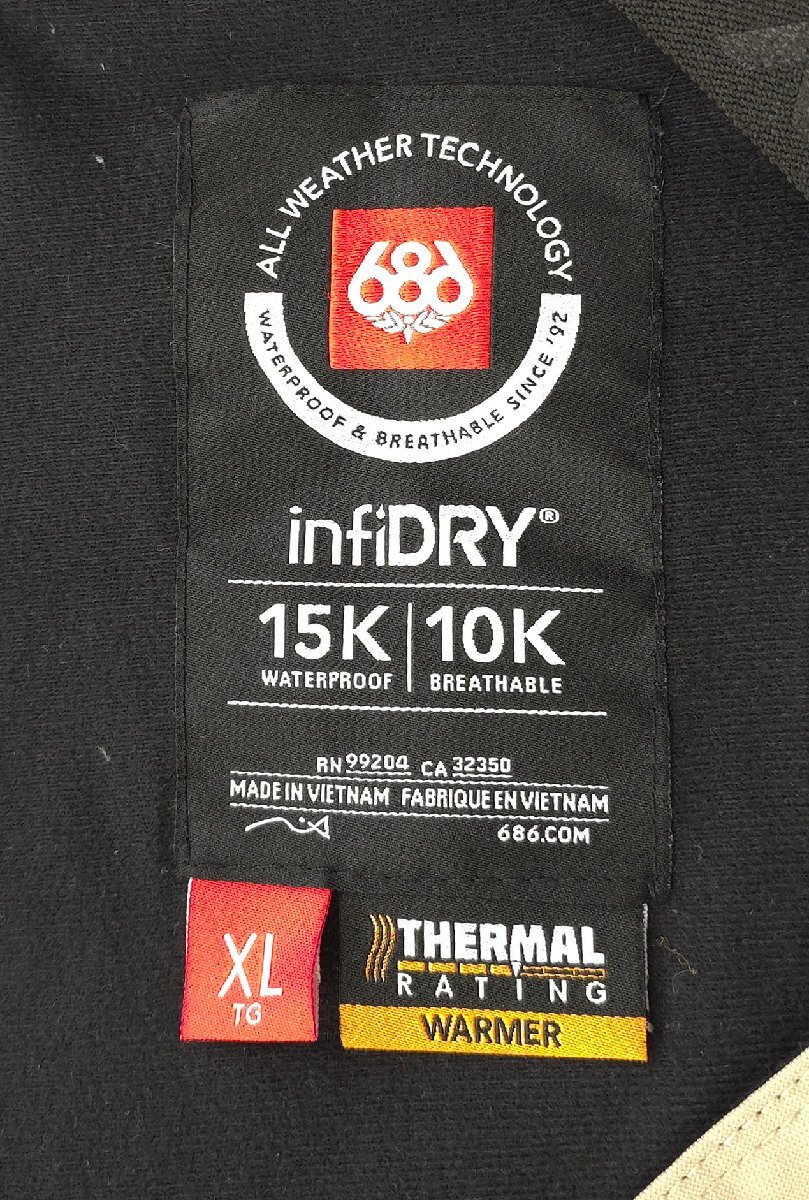 ALL WEATHER TECHNOLOGY
686
WATERPROOF & BREATHABLE SINCE '92
infiDRY®
15K 10K
WATERPROOF BREATHABLE
RN 99204 CA 32350
MADE IN VIETNAM FABRIQUE EN VIETNAM
686.COM
XL
TG
THERMAL
RATING
WARMER